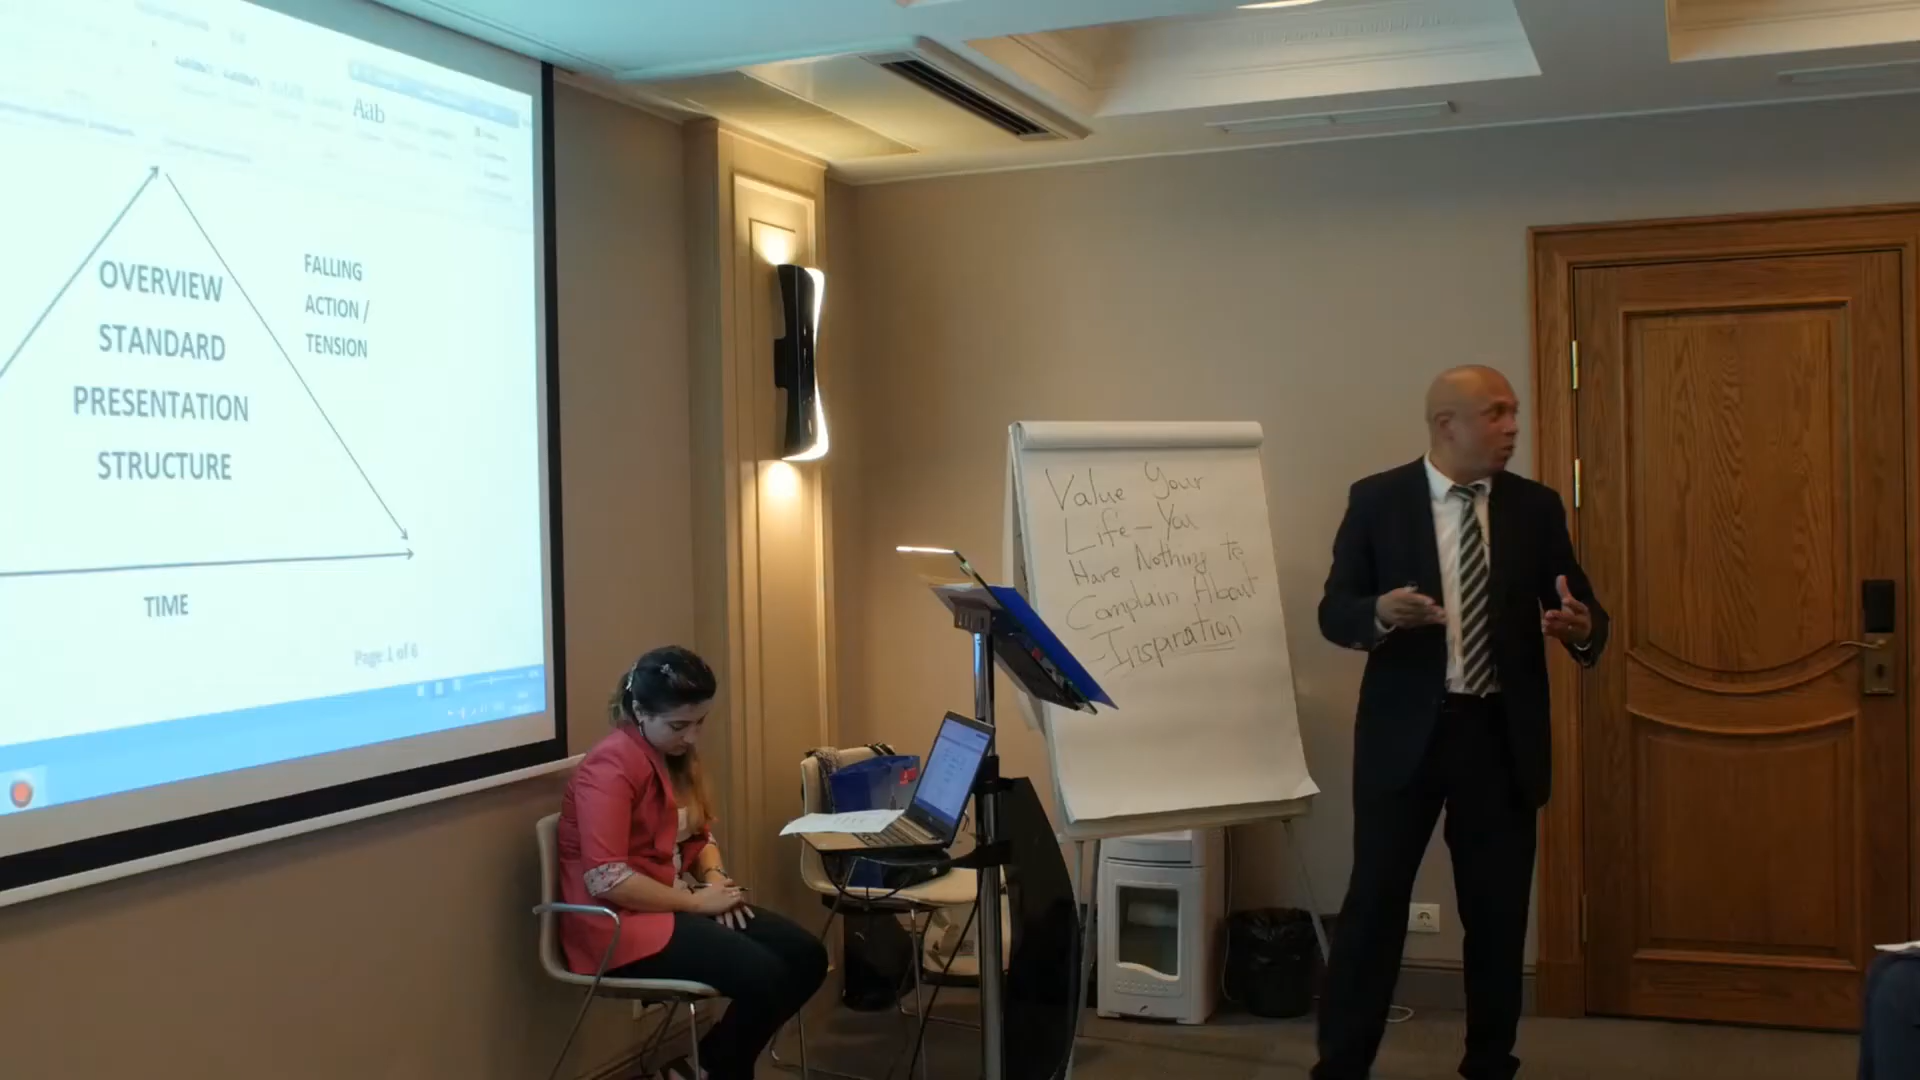 Aab
OVERVIEW
STANDARD
PRESENTATION
STRUCTURE
FALLING
ACTION /
TENSION
TIME
Page 1 of 6
Value Your
Life - You
Have Nothing to
Complain About
- Inspiration